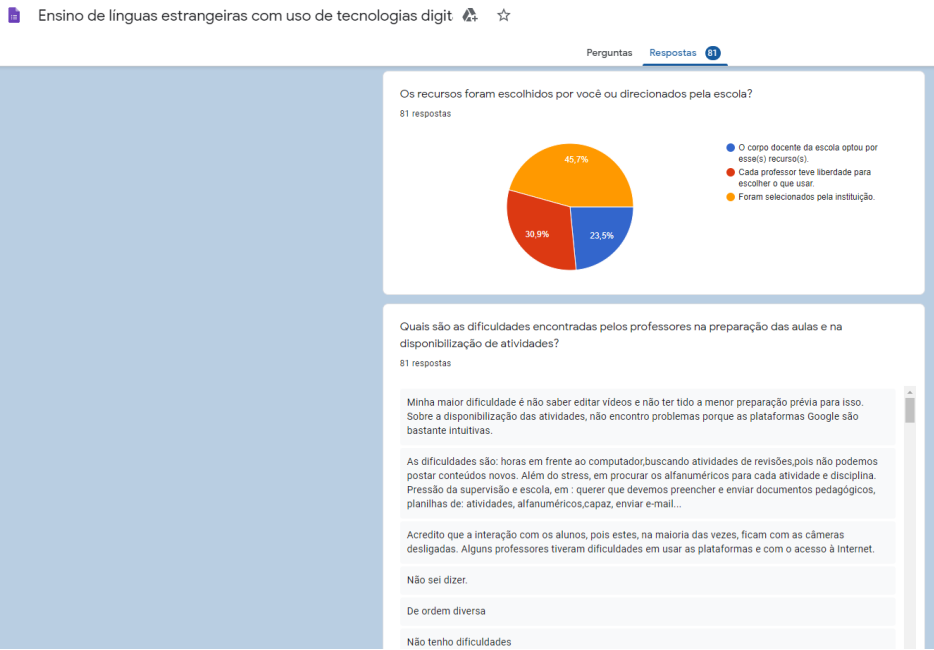 Ensino de línguas estrangeiras com uso de tecnologias digit
Perguntas Respostas 81
Os recursos foram escolhidos por você ou direcionados pela escola?
81 respostas
45,7%
30,9%
23,5%
O corpo docente da escola optou por
esse(s) recurso(s).
Cada professor teve liberdade para
escolher o que usar.
Foram selecionados pela instituição.
Quais são as dificuldades encontradas pelos professores na preparação das aulas e na
disponibilização de atividades?
81 respostas
Minha maior dificuldade é não saber editar vídeos e não ter tido a menor preparação prévia para isso.
Sobre a disponibilização das atividades, não encontro problemas porque as plataformas Google são
bastante intuitivas.
As dificuldades são: horas em frente ao computador,buscando atividades de revisões,pois não podemos
postar conteúdos novos. Além do stress, em procurar os alfanuméricos para cada atividade e disciplina.
Pressão da supervisão e escola, em : querer que devemos preencher e enviar documentos pedagógicos,
planilhas de: atividades, alfanuméricos,capaz, enviar e-mail...
Acredito que a interação com os alunos, pois estes, na maioria das vezes, ficam com as câmeras
desligadas. Alguns professores tiveram dificuldades em usar as plataformas e com o acesso à Internet.
Não sei dizer.
De ordem diversa
Não tenho dificuldades